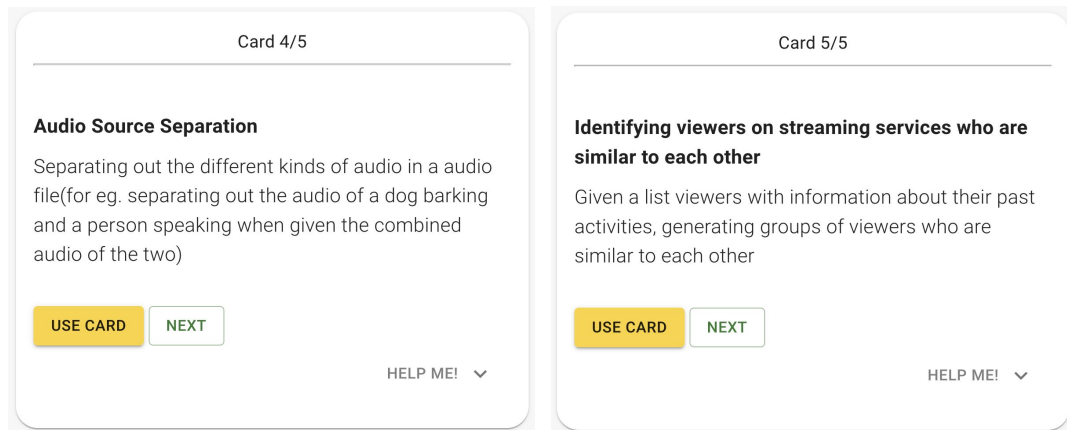 Card 4/5
Audio Source Separation
Separating out the different kinds of audio in a audio
file(for eg. separating out the audio of a dog barking
and a person speaking when given the combined
audio of the two)
USE CARD
NEXT
HELP ME!
Card 5/5
Identifying viewers on streaming services who are
similar to each other
Given a list viewers with information about their past
activities, generating groups of viewers who are
similar to each other
USE CARD
NEXT
HELP ME!